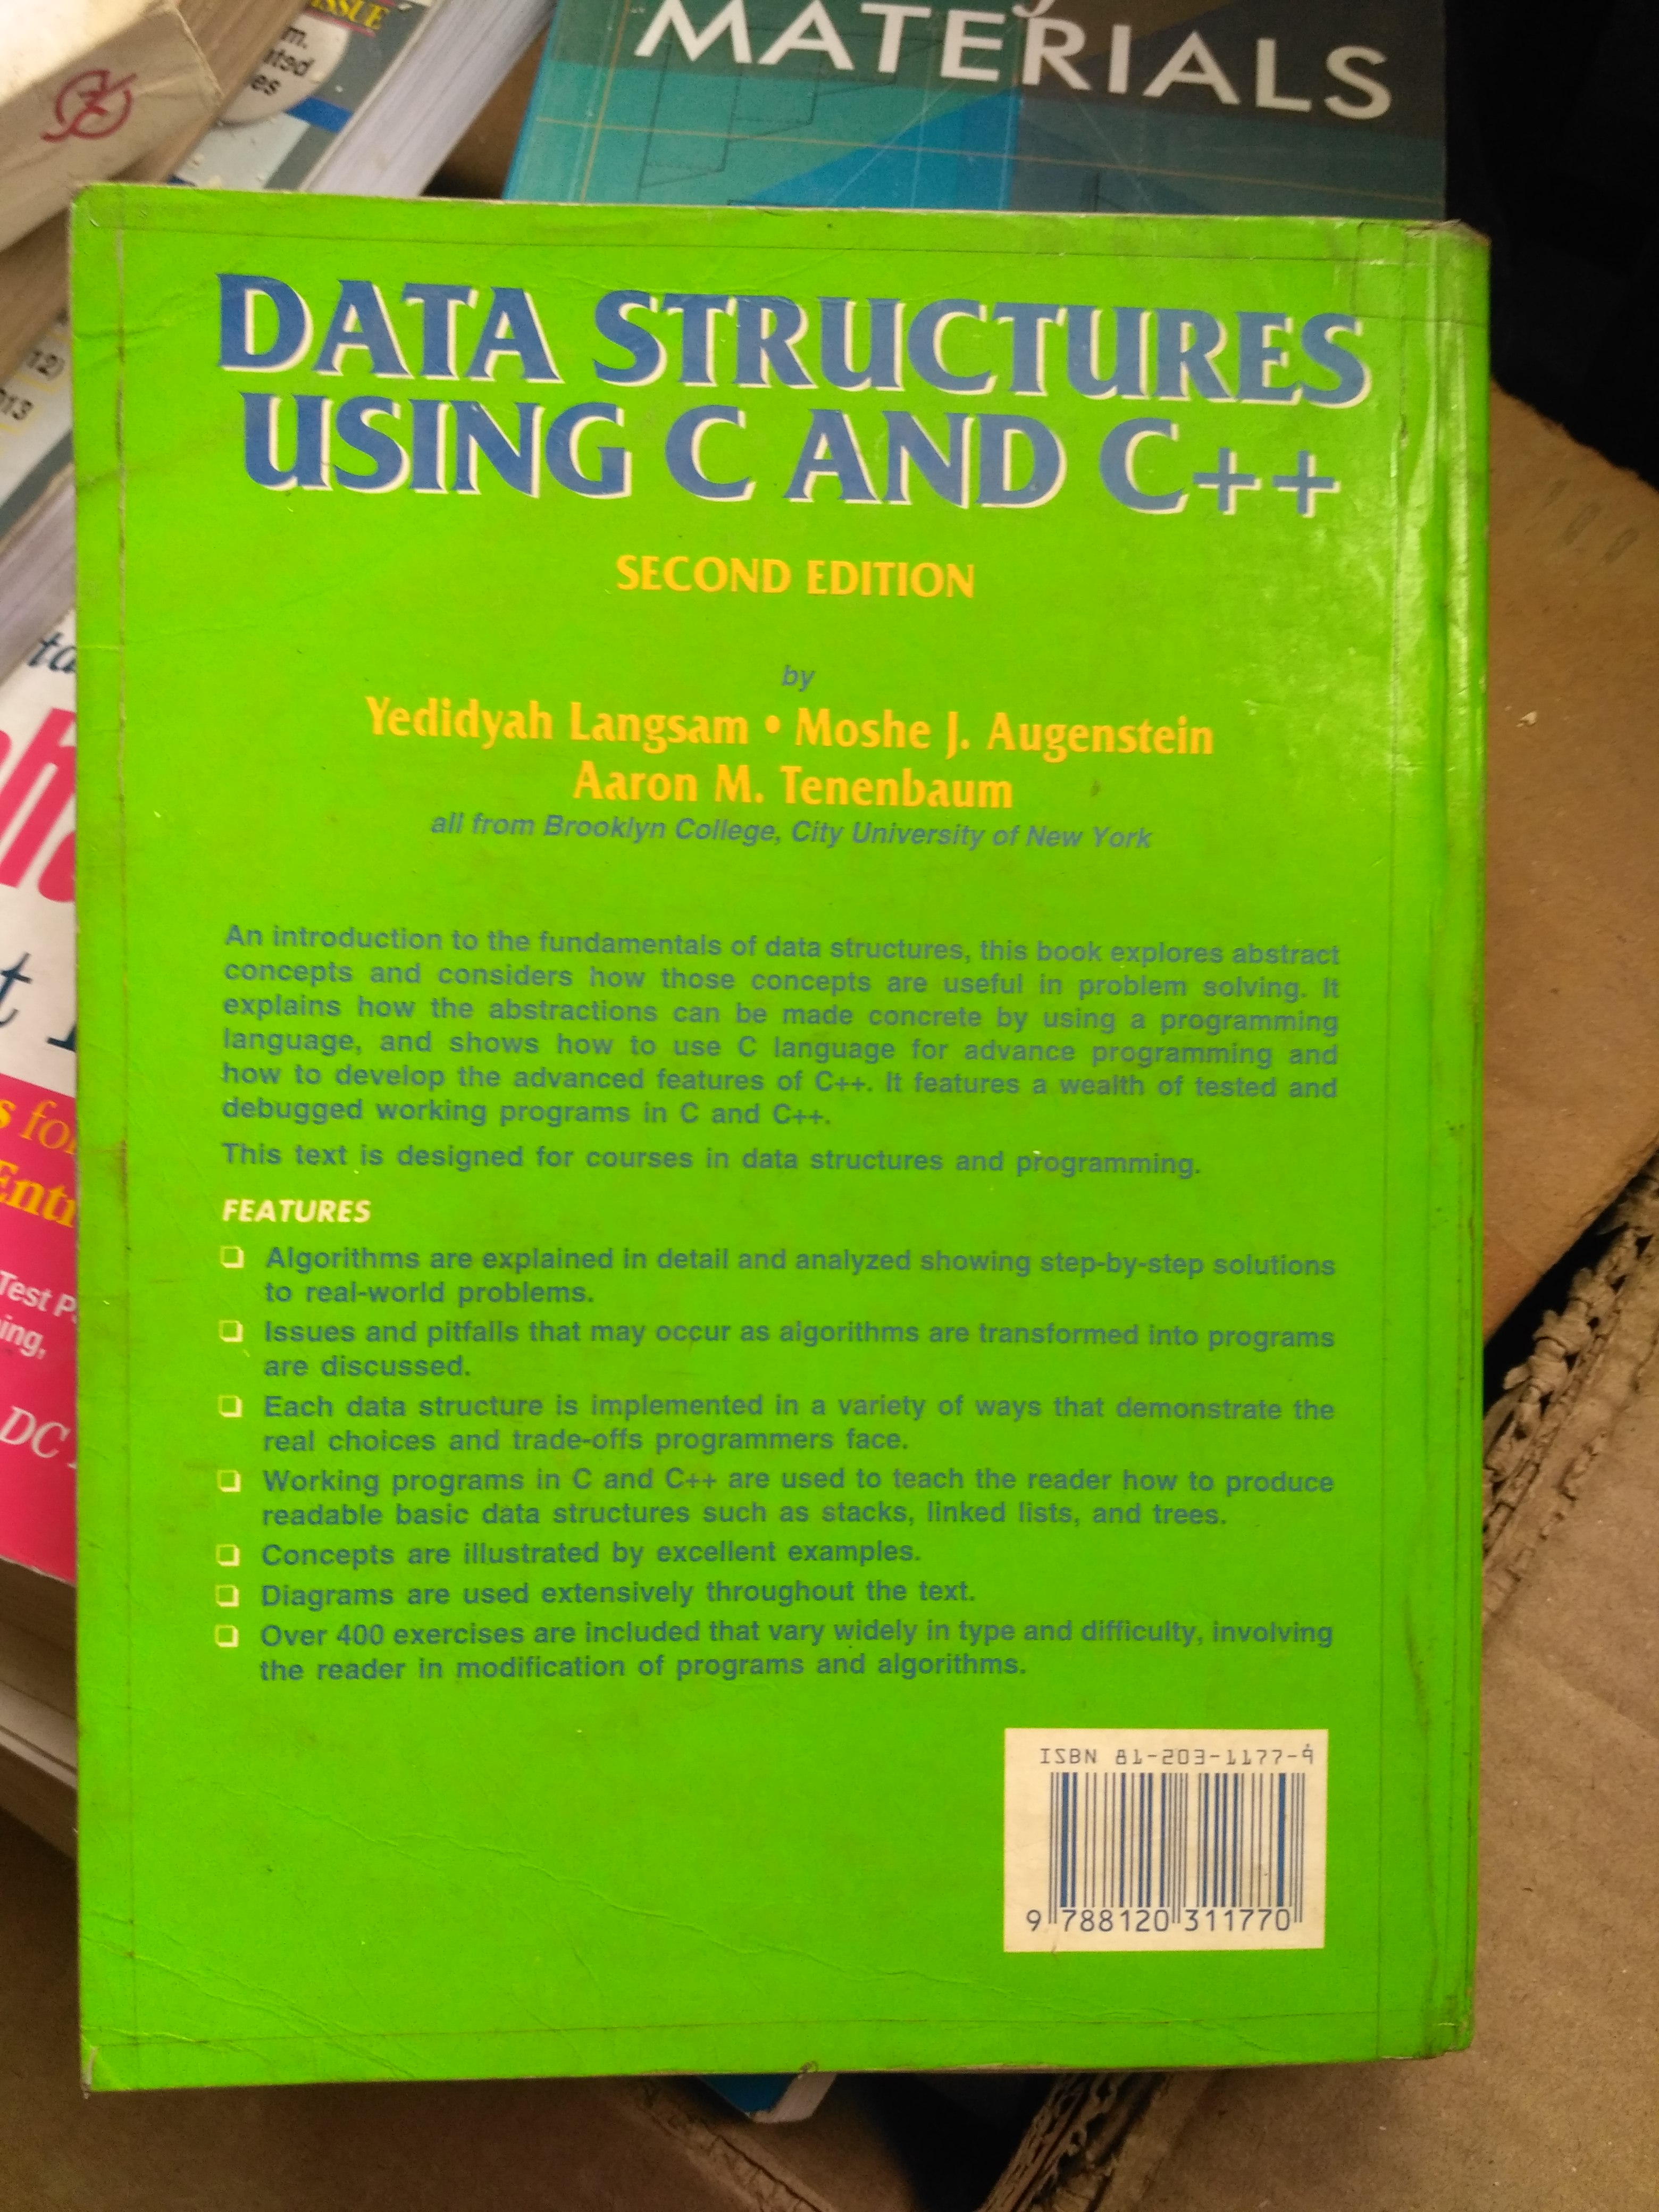 ISSUE
m.
nted
es
MATERIALS
12)
013
DATA STRUCTURES
USING C AND C++
SECOND EDITION
by
Yedidyah Langsam • Moshe J. Augenstein
Aaron M. Tenenbaum
all from Brooklyn College, City University of New York
An introduction to the fundamentals of data structures, this book explores abstract
concepts and considers how those concepts are useful in problem solving. It
explains how the abstractions can be made concrete by using a programming
language, and shows how to use C language for advance programming and
how to develop the advanced features of C++. It features a wealth of tested and
debugged working programs in C and C++.
This text is designed for courses in data structures and programming.
FEATURES
❑ Algorithms are explained in detail and analyzed showing step-by-step solutions
to real-world problems.
❑ Issues and pitfalls that may occur as algorithms are transformed into programs
are discussed.
❑ Each data structure is implemented in a variety of ways that demonstrate the
real choices and trade-offs programmers face.
❑ Working programs in C and C++ are used to teach the reader how to produce
readable basic data structures such as stacks, linked lists, and trees.
❑ Concepts are illustrated by excellent examples.
❑ Diagrams are used extensively throughout the text.
❑ Over 400 exercises are included that vary widely in type and difficulty, involving
the reader in modification of programs and algorithms.
ISBN 81-203-1177-9
9 788120 311770
s for
Entr
Test P
ing,
DC